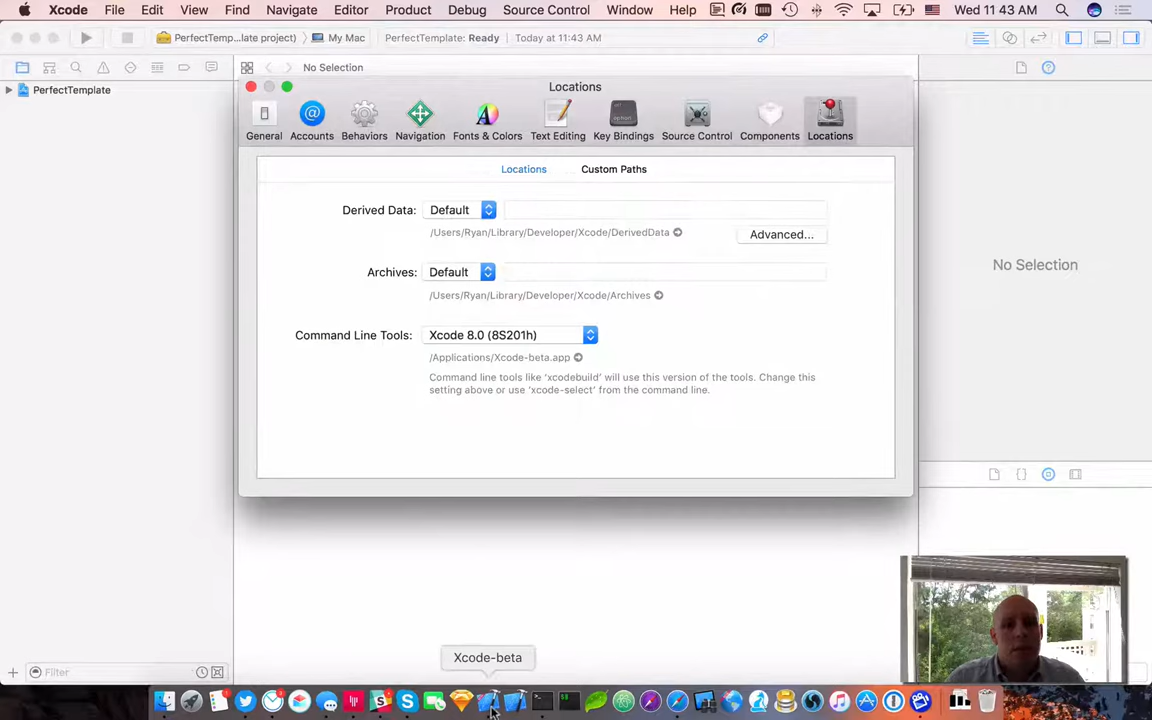 Xcode File Edit View Find Navigate Editor Product Debug Source Control Window Help Wed 11 43 AM
PerfectTemp...late project) My Mac PerfectTemplate: Ready Today at 11:43 AM
No Selection
PerfectTemplate
Locations
General Accounts Behaviors Navigation Fonts & Colors Text Editing Key Bindings Source Control Components Locations
Locations Custom Paths
Derived Data: Default
/Users/Ryan/Library/Developer/Xcode/DerivedData
Advanced...
Archives: Default
/Users/Ryan/Library/Developer/Xcode/Archives
Command Line Tools: Xcode 8.0 (8S201h)
/Applications/Xcode-beta.app
Command line tools like 'xcodebuild' will use this version of the tools. Change this
setting above or use 'xcode-select' from the command line.
No Selection
Xcode-beta
Filter